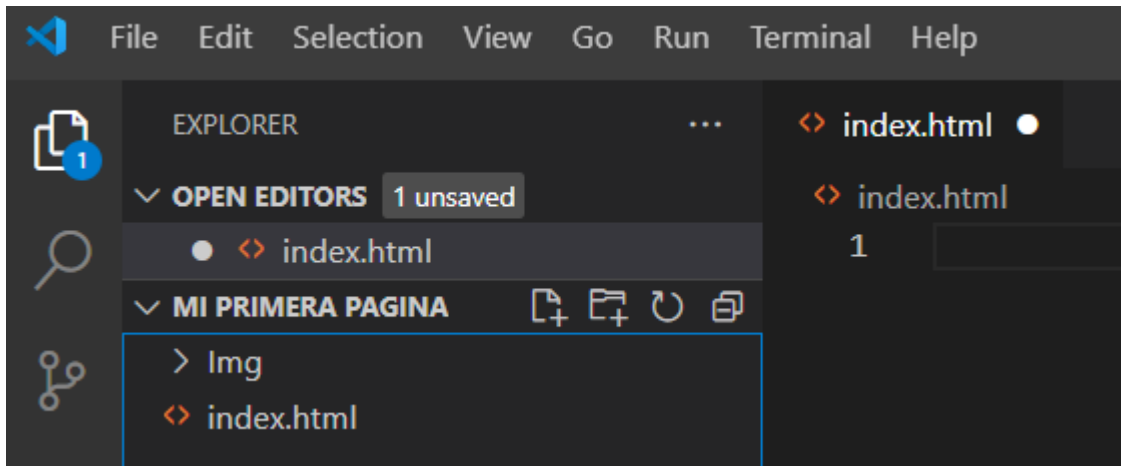 File Edit Selection View Go Run Terminal Help
EXPLORER
1
OPEN EDITORS 1 unsaved
index.html
MI PRIMERA PAGINA
Img
index.html
index.html
index.html
1